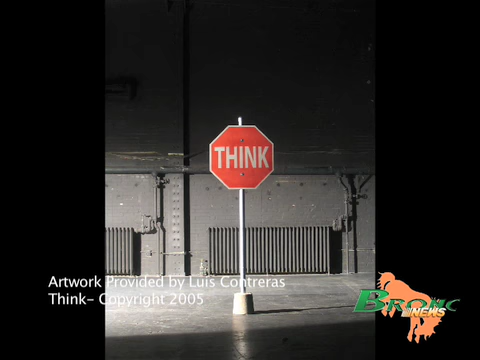 THINK
Artwork Provided by Luis Contreras
Think- Copyright 2005
BRONC
NEWS